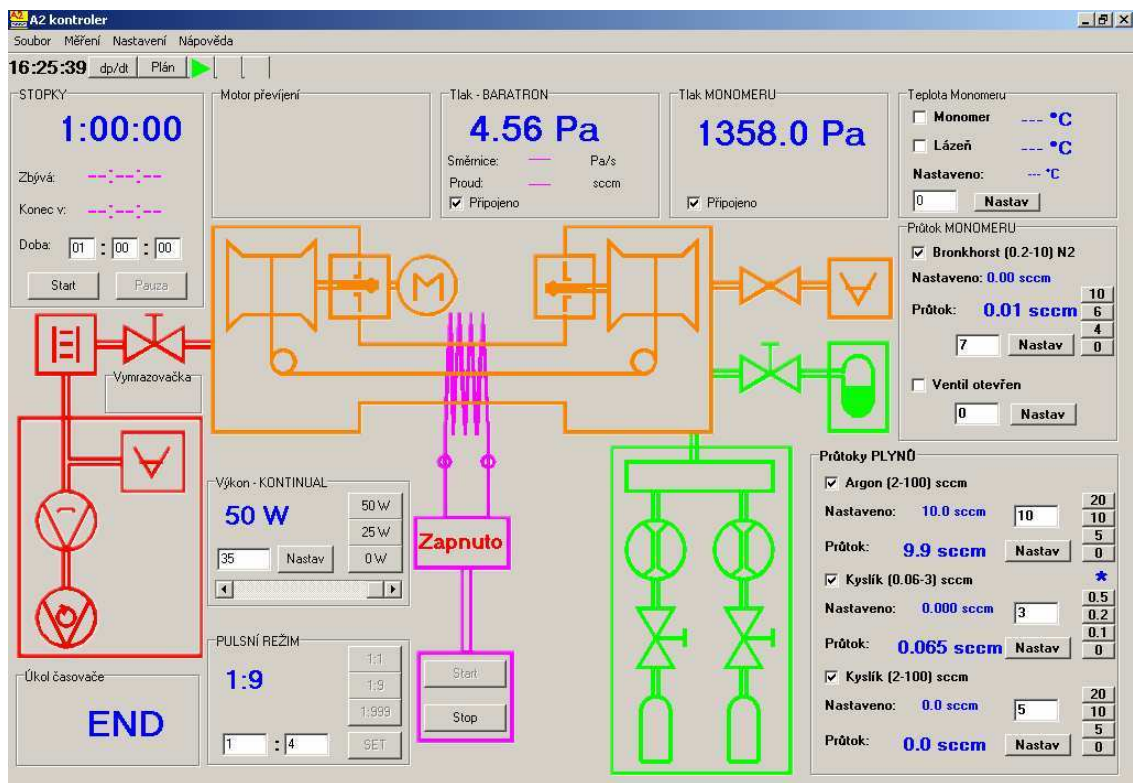 A2 kontroler
Soubor Měření Nastavení Nápověda
16:25:39 dp/dt Plán
STOPKY
1:00:00
Zbývá: --:--:--
Konec v: --:--:--
Doba: 01 : 00 : 00
Start Pauza
Motor převíjení
Tlak - BARATRON
4.56 Pa
Směrnice: --- Pa/s
Proud: --- sccm
Připojeno
Tlak MONOMERU
1358.0 Pa
Připojeno
Teplota Monomeru
Monomer --- °C
Lázeň --- °C
Nastaveno: --- °C
0 Nastav
Průtok MONOMERU
Bronkhorst (0.2-10) N2
Nastaveno: 0.00 sccm
Průtok: 0.01 sccm
10
6
4
0
7 Nastav
Ventil otevřen
0 Nastav
M
Vymrazovačka
Výkon - KONTINUAL
50 W
50 W
25 W
0 W
35 Nastav
Zapnuto
PULSNÍ REŽIM
1:9
1:1
1:9
1:999
1 : 4 SET
Start
Stop
Úkol časovače
END
Průtoky PLYNŮ
Argon (2-100) sccm
Nastaveno: 10.0 sccm 10
Průtok: 9.9 sccm Nastav
20
10
5
0
Kyslík (0.06-3) sccm *
Nastaveno: 0.000 sccm 3
Průtok: 0.065 sccm Nastav
0.5
0.2
0.1
0
Kyslík (2-100) sccm
Nastaveno: 0.0 sccm 5
Průtok: 0.0 sccm Nastav
20
10
5
0